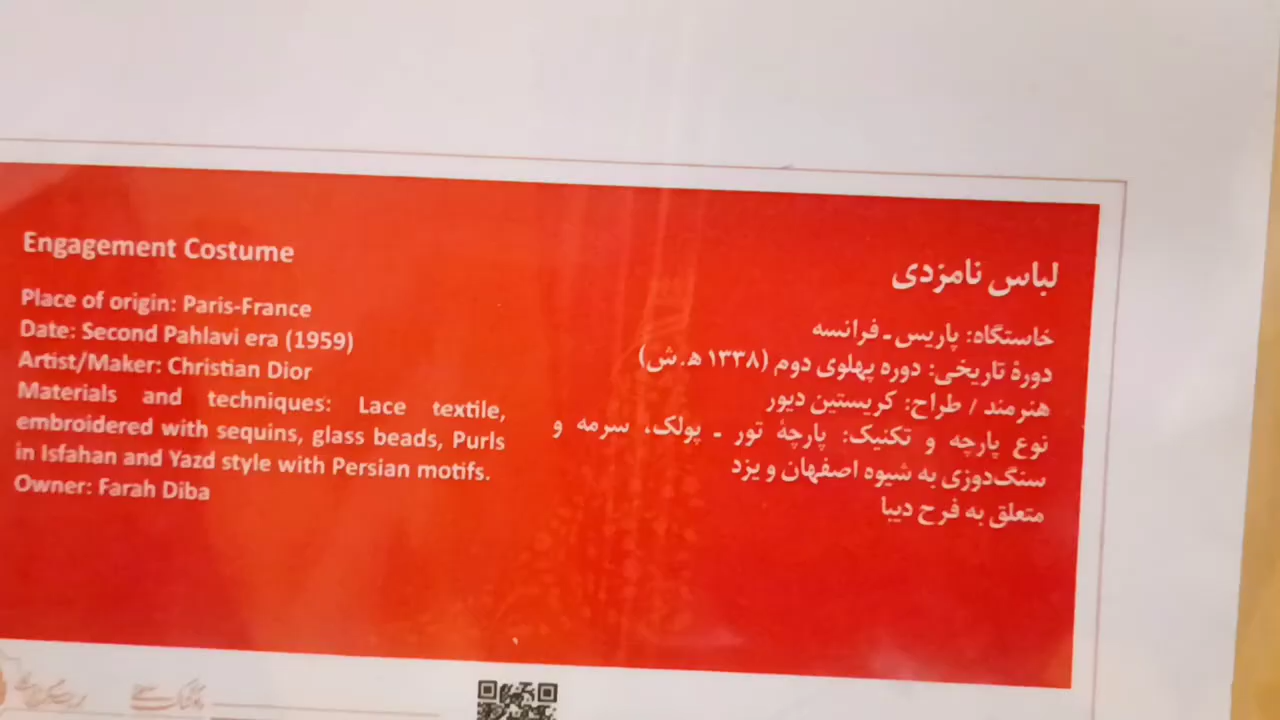 Engagement Costume
Place of origin: Paris-France
Date: Second Pahlavi era (1959)
Artist/Maker: Christian Dior
Materials and techniques: Lace textile,
embroidered with sequins, glass beads, Purls
in Isfahan and Yazd style with Persian motifs.
Owner: Farah Diba
لباس نامزدی
خاستگاه: پاریس - فرانسه
دورهٔ تاریخی: دوره پهلوی دوم (۱۳۳۸ ه‍.ش)
هنرمند / طراح: کریستین دیور
نوع پارچه و تکنیک: پارچهٔ تور - پولک، سرمه و
سنگ‌دوزی به شیوه اصفهان و یزد
متعلق به فرح دیبا